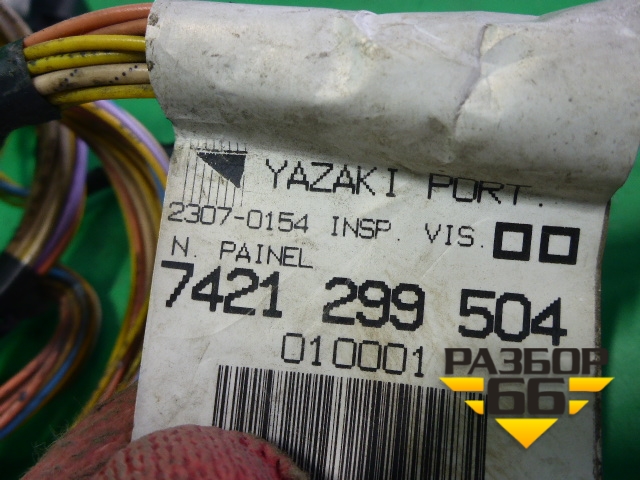 YAZAKI PORT.
2307-0154 INSP. VIS.
N. PAINEL
7421 299 504
010001
РАЗБОР
66